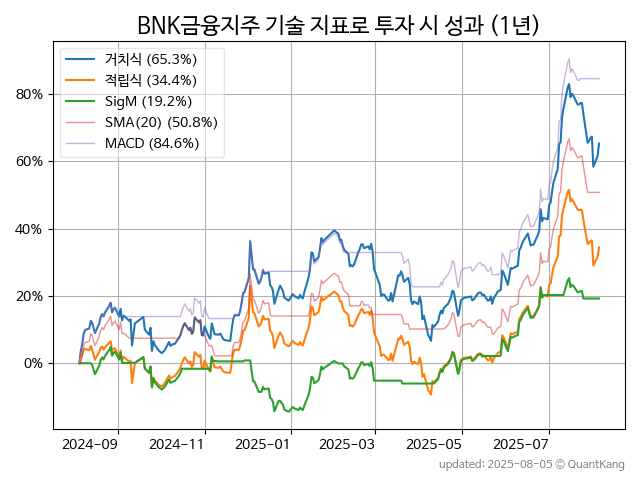 BNK금융지주 기술 지표로 투자 시 성과 (1년)
거치식 (65.3%)
적립식 (34.4%)
SigM (19.2%)
SMA(20) (50.8%)
MACD (84.6%)
80%
60%
40%
20%
0%
2024-09 2024-11 2025-01 2025-03 2025-05 2025-07
updated: 2025-08-05 © QuantKang